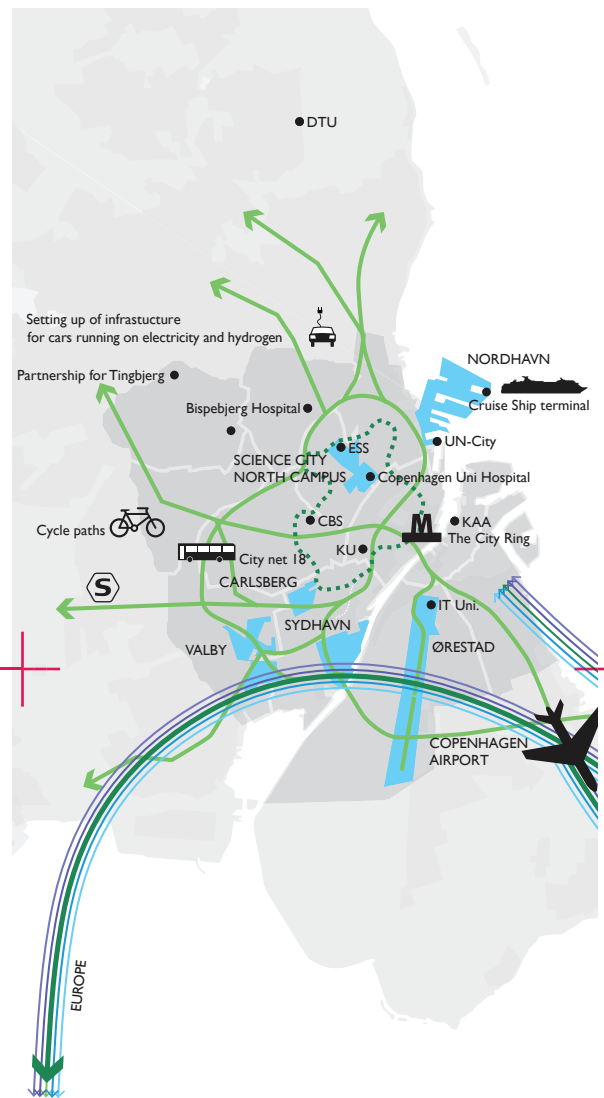 DTU
Setting up of infrastucture
for cars running on electricity and hydrogen
NORDHAVN
Partnership for Tingbjerg
Cruise Ship terminal
Bispebjerg Hospital
UN-City
ESS
SCIENCE CITY
NORTH CAMPUS
Copenhagen Uni Hospital
CBS
M
KAA
The City Ring
Cycle paths
KU
City net 18
CARLSBERG
S
IT Uni.
SYDHAVN
VALBY
ØRESTAD
COPENHAGEN
AIRPORT
EUROPE